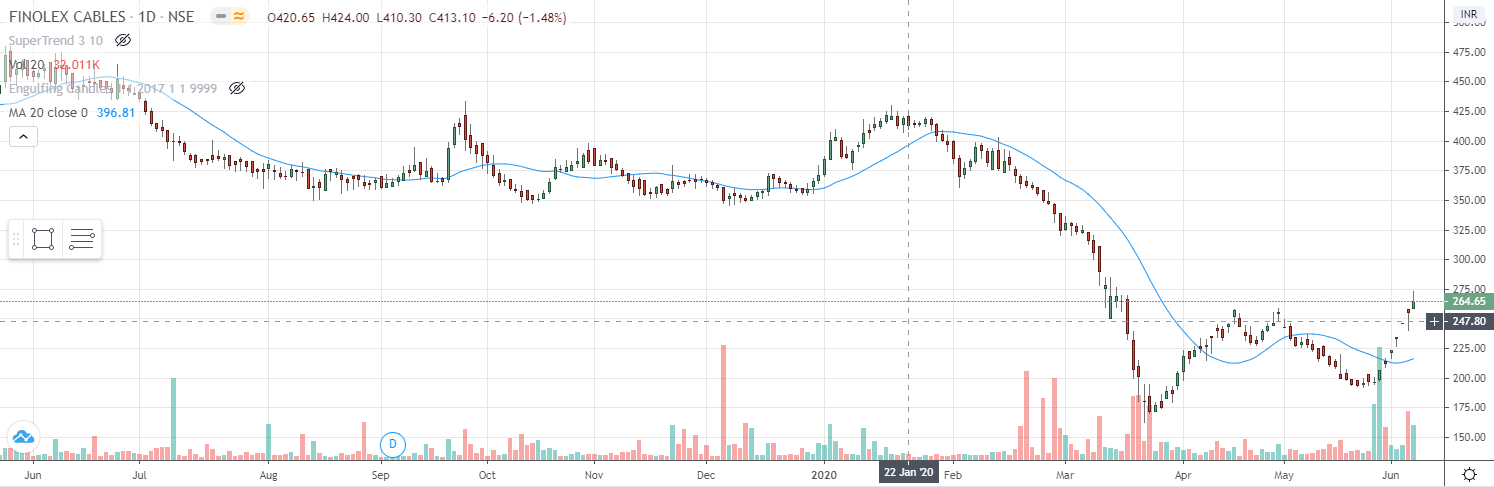 FINOLEX CABLES · 1D · NSE O420.65 H424.00 L410.30 C413.10 −6.20 (−1.48%)
SuperTrend 3 10
Vol 20 32.011K
Engulfing Candles 1 1 2017 1 1 9999
MA 20 close 0 396.81
INR
500.00
475.00
450.00
425.00
400.00
375.00
350.00
325.00
300.00
275.00
264.65
247.80
225.00
200.00
175.00
150.00
D
Jun Jul Aug Sep Oct Nov Dec 2020 22 Jan '20 Feb Mar Apr May Jun